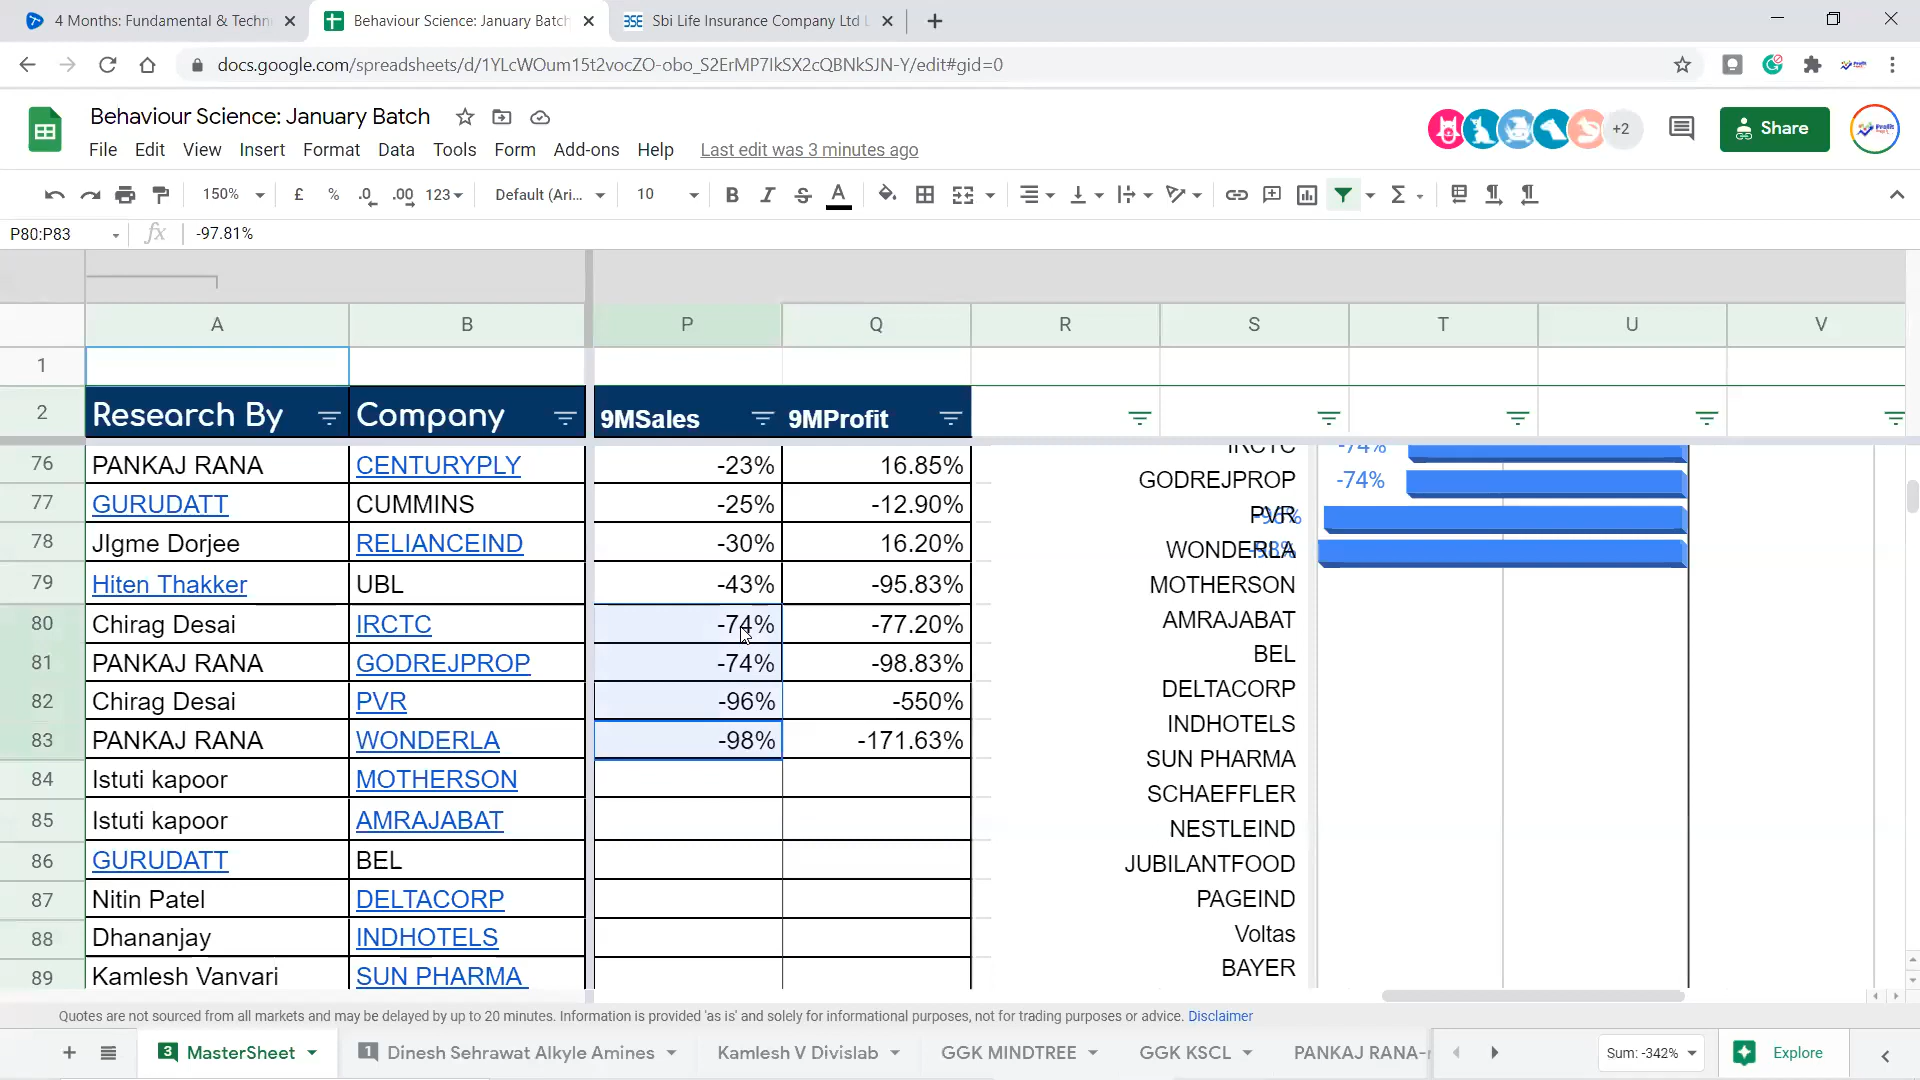 4 Months: Fundamental & Techn
Behaviour Science: January Batch
Sbi Life Insurance Company Ltd L
docs.google.com/spreadsheets/d/1YLcWOum15t2vocZO-obo_S2ErMP7IkSX2cQBNkSJN-Y/edit#gid=0
Behaviour Science: January Batch
File Edit View Insert Format Data Tools Form Add-ons Help Last edit was 3 minutes ago
+2
Share
150% £ % .0 .00 123 Default (Ari... 10 B I S A
P80:P83 fx -97.81%
A B P Q R S T U V
1
2 Research By Company 9MSales 9MProfit
76 PANKAJ RANA CENTURYPLY -23% 16.85%
77 GURUDATT CUMMINS -25% -12.90%
78 JIgme Dorjee RELIANCEIND -30% 16.20%
79 Hiten Thakker UBL -43% -95.83%
80 Chirag Desai IRCTC -74% -77.20%
81 PANKAJ RANA GODREJPROP -74% -98.83%
82 Chirag Desai PVR -96% -550%
83 PANKAJ RANA WONDERLA -98% -171.63%
84 Istuti kapoor MOTHERSON
85 Istuti kapoor AMRAJABAT
86 GURUDATT BEL
87 Nitin Patel DELTACORP
88 Dhananjay INDHOTELS
89 Kamlesh Vanvari SUN PHARMA
IRCTC -74%
GODREJPROP -74%
PVR -96%
WONDERLA -98%
MOTHERSON
AMRAJABAT
BEL
DELTACORP
INDHOTELS
SUN PHARMA
SCHAEFFLER
NESTLEIND
JUBILANTFOOD
PAGEIND
Voltas
BAYER
Quotes are not sourced from all markets and may be delayed by up to 20 minutes. Information is provided 'as is' and solely for informational purposes, not for trading purposes or advice. Disclaimer
3 MasterSheet 1 Dinesh Sehrawat Alkyle Amines Kamlesh V Divislab GGK MINDTREE GGK KSCL PANKAJ RANA- Sum: -342% Explore